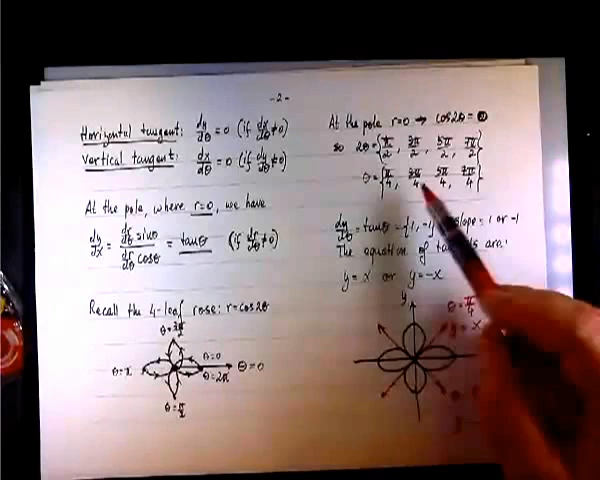 -2-
Horizontal tangent: dy/dθ = 0 (if dx/dθ ≠ 0)
Vertical tangent: dx/dθ = 0 (if dy/dθ ≠ 0)
At the pole, where r=0, we have
dy/dx = (dr/dθ sinθ)/(dr/dθ cosθ) = tanθ (if dr/dθ ≠ 0)
Recall the 4-leaf rose: r=cos2θ
θ=3π/2
θ=π
θ=0
θ=2π
θ=0
θ=π/2
At the pole r=0 → cos2θ = 0
so 2θ = {π/2, 3π/2, 5π/2, 7π/2}
θ = {π/4, 3π/4, 5π/4, 7π/4}
dy/dθ = tanθ = {1, -1} slope = 1 or -1
The equation of are:
y = x or y = -x
y
θ = π/4
y = x